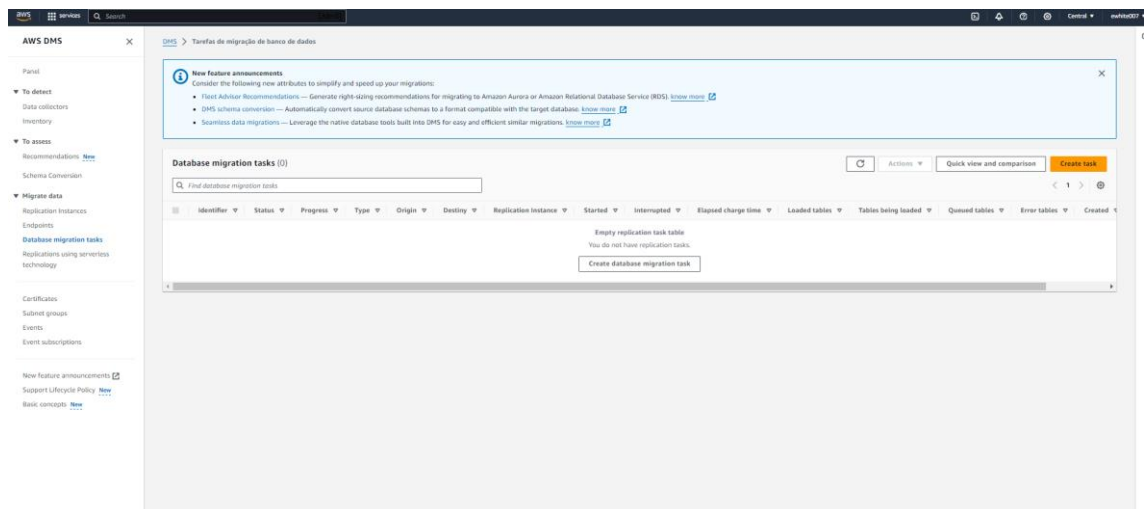 aws
services
Search
Central ▼
ewhite007
AWS DMS
DMS > Tarefas de migração de banco de dados
Panel
To detect
Data collectors
Inventory
To assess
Recommendations New
Schema Conversion
Migrate data
Replication Instances
Endpoints
Database migration tasks
Replications using serverless
technology
Certificates
Subnet groups
Events
Event subscriptions
New feature announcements
Support Lifecycle Policy New
Basic concepts New
New feature announcements
Consider the following new attributes to simplify and speed up your migrations:
• Fleet Advisor Recommendations — Generate right-sizing recommendations for migrating to Amazon Aurora or Amazon Relational Database Service (RDS). know more
• DMS schema conversion — Automatically convert source database schemas to a format compatible with the target database. know more
• Seamless data migrations — Leverage the native database tools built into DMS for easy and efficient similar migrations. know more
Database migration tasks (0)
Actions ▼
Quick view and comparison
Create task
Find database migration tasks
< 1 >
Identifier Status Progress Type Origin Destiny Replication Instance Started Interrupted Elapsed charge time Loaded tables Tables being loaded Queued tables Error tables Created
Empty replication task table
You do not have replication tasks.
Create database migration task